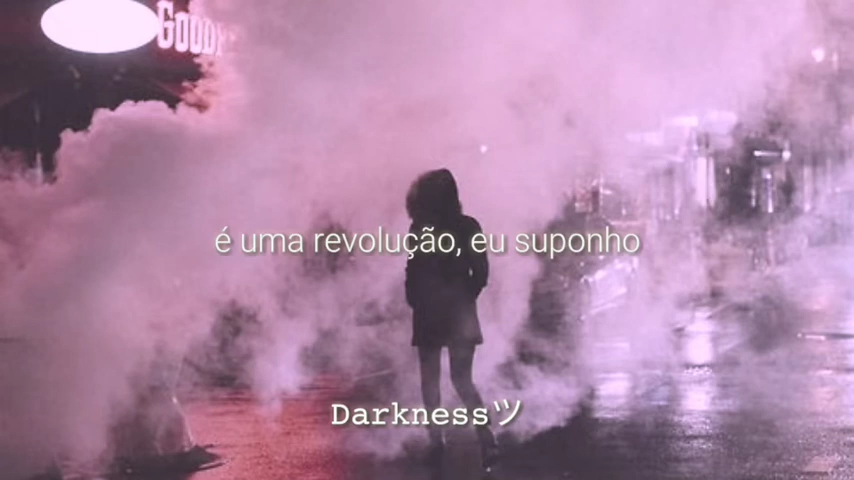 é uma revolução, eu suponho
Darknessツ